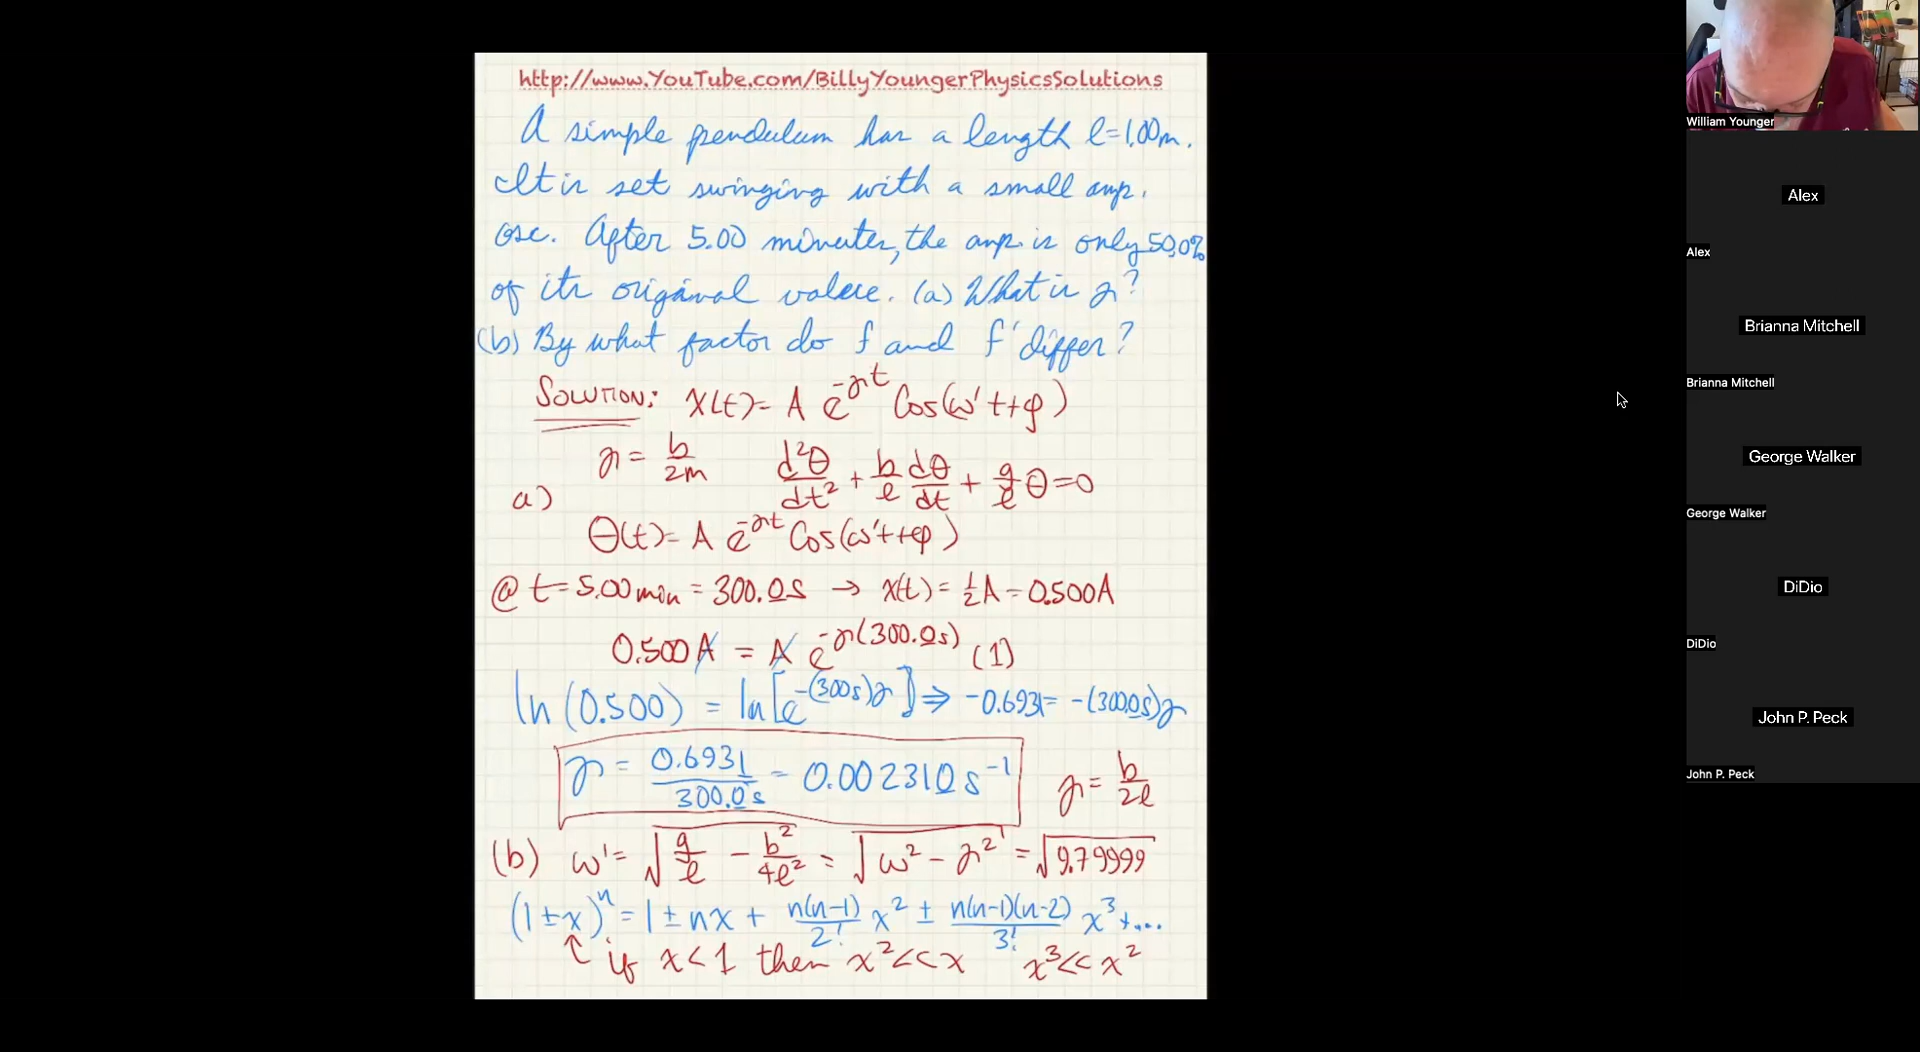 http://www.YouTube.com/BillyYoungerPhysicsSolutions
A simple pendulum has a length l=1.00m.
It is set swinging with a small amp.
osc. After 5.00 minutes, the amp. is only 50.0%
of its original value. (a) What is γ?
(b) By what factor do f and f' differ?
SOLUTION: x(t)= A e^-γt Cos(ω't+φ)
γ = b/2m d²θ/dt² + b/l dθ/dt + g/l θ=0
a)
θ(t)= A e^-γt Cos(ω't+φ)
@ t=5.00min = 300.0s → x(t)= 1/2 A = 0.500A
0.500A = A e^-γ(300.0s) (1)
ln(0.500) = ln[e^-(300s)γ] ⇒ -0.6931= -(300.0s)γ
γ = 0.6931/300.0s = 0.002310 s^-1 γ= b/2l
(b) ω'= √(g/l - b²/4l²) = √(ω² - γ²) = √9.79999
(1±x)^n = 1±nx + n(n-1)/2! x² ± n(n-1)(n-2)/3! x³+...
↑ if x<1 then x²<<x x³<<x²
William Younger
Alex
Alex
Brianna Mitchell
Brianna Mitchell
George Walker
George Walker
DiDio
DiDio
John P. Peck
John P. Peck